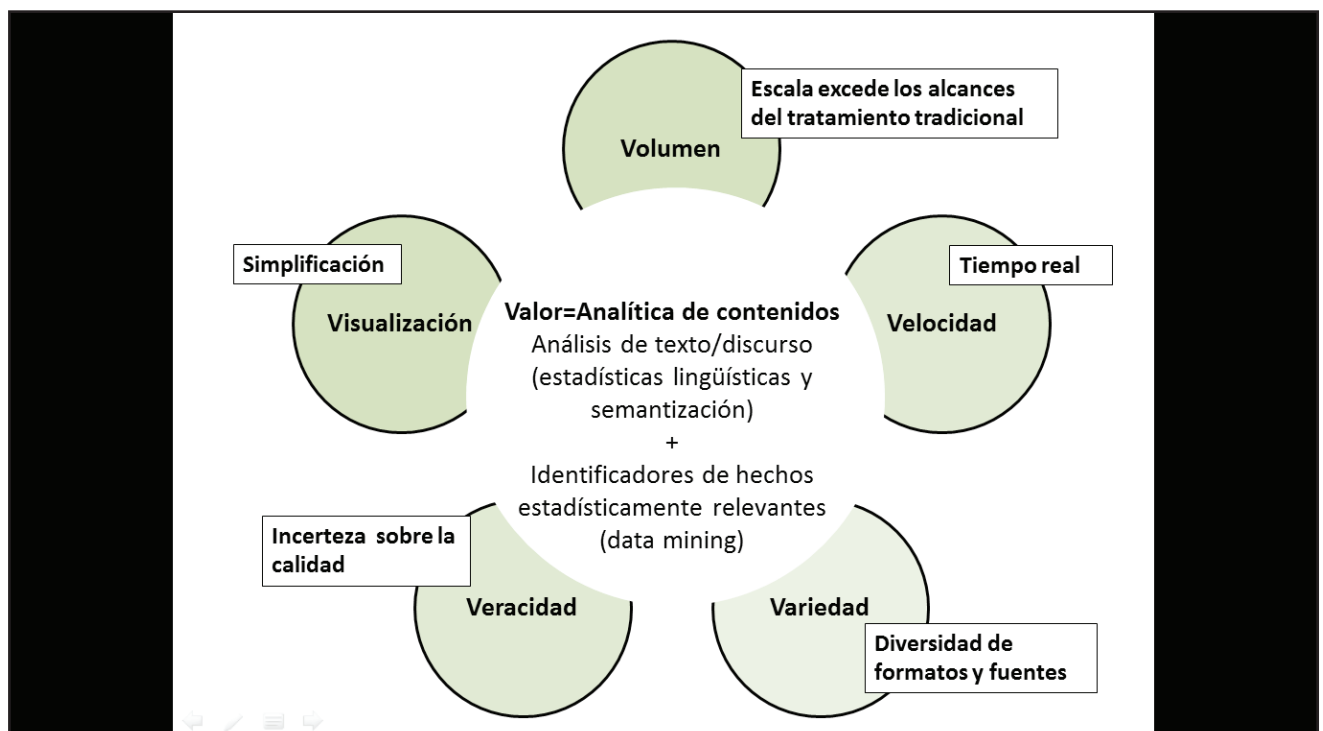 Escala excede los alcances
del tratamiento tradicional
Volumen
Simplificación
Visualización
Tiempo real
Velocidad
Valor=Analítica de contenidos
Análisis de texto/discurso
(estadísticas lingüísticas y
semantización)
+
Identificadores de hechos
estadísticamente relevantes
(data mining)
Incerteza sobre la
calidad
Veracidad
Variedad
Diversidad de
formatos y fuentes